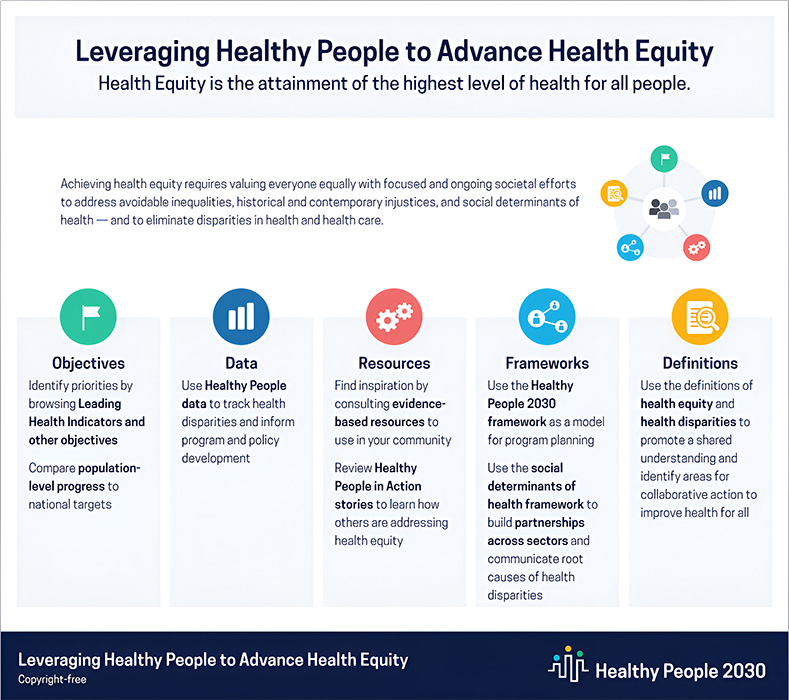 Leveraging Healthy People to Advance Health Equity
Health Equity is the attainment of the highest level of health for all people.
Achieving health equity requires valuing everyone equally with focused and ongoing societal efforts
to address avoidable inequalities, historical and contemporary injustices, and social determinants of
health — and to eliminate disparities in health and health care.
Objectives
Identify priorities by
browsing Leading
Health Indicators and
other objectives
Compare population-
level progress to
national targets
Data
Use Healthy People
data to track health
disparities and inform
program and policy
development
Resources
Find inspiration by
consulting evidence-
based resources to
use in your community
Review Healthy
People in Action
stories to learn how
others are addressing
health equity
Frameworks
Use the Healthy
People 2030
framework as a model
for program planning
Use the social
determinants of
health framework to
build partnerships
across sectors and
communicate root
causes of health
disparities
Definitions
Use the definitions of
health equity and
health disparities to
promote a shared
understanding and
identify areas for
collaborative action to
improve health for all
Leveraging Healthy People to Advance Health Equity
Copyright-free
Healthy People 2030